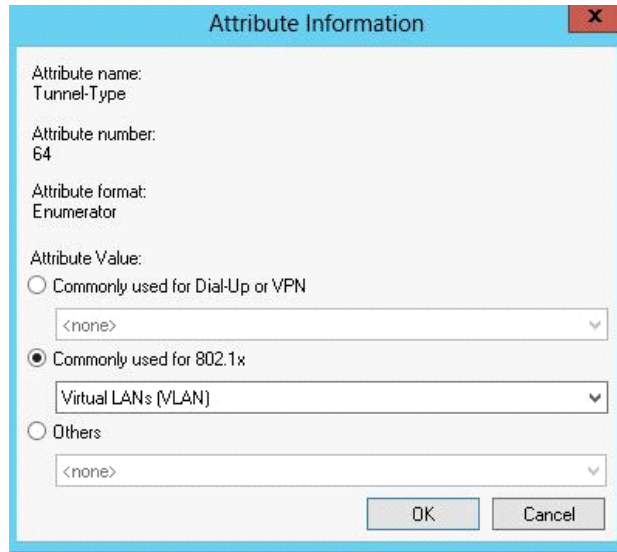 Attribute Information
x
Attribute name:
Tunnel-Type
Attribute number:
64
Attribute format:
Enumerator
Attribute Value:
Commonly used for Dial-Up or VPN
<none>
Commonly used for 802.1x
Virtual LANs (VLAN)
Others
<none>
OK Cancel